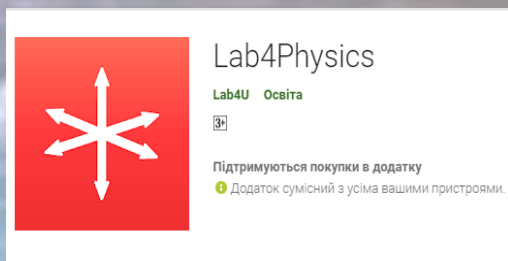 Lab4Physics
Lab4U Освіта
3+
Підтримуються покупки в додатку
Додаток сумісний з усіма вашими пристроями.